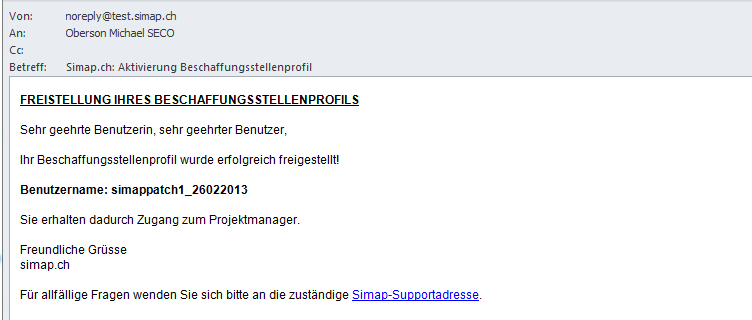 Von: noreply@test.simap.ch
An: Oberson Michael SECO
Cc:
Betreff: Simap.ch: Aktivierung Beschaffungsstellenprofil
FREISTELLUNG IHRES BESCHAFFUNGSSTELLENPROFILS
Sehr geehrte Benutzerin, sehr geehrter Benutzer,
Ihr Beschaffungsstellenprofil wurde erfolgreich freigestellt!
Benutzername: simappatch1_26022013
Sie erhalten dadurch Zugang zum Projektmanager.
Freundliche Grüsse
simap.ch
Für allfällige Fragen wenden Sie sich bitte an die zuständige Simap-Supportadresse.